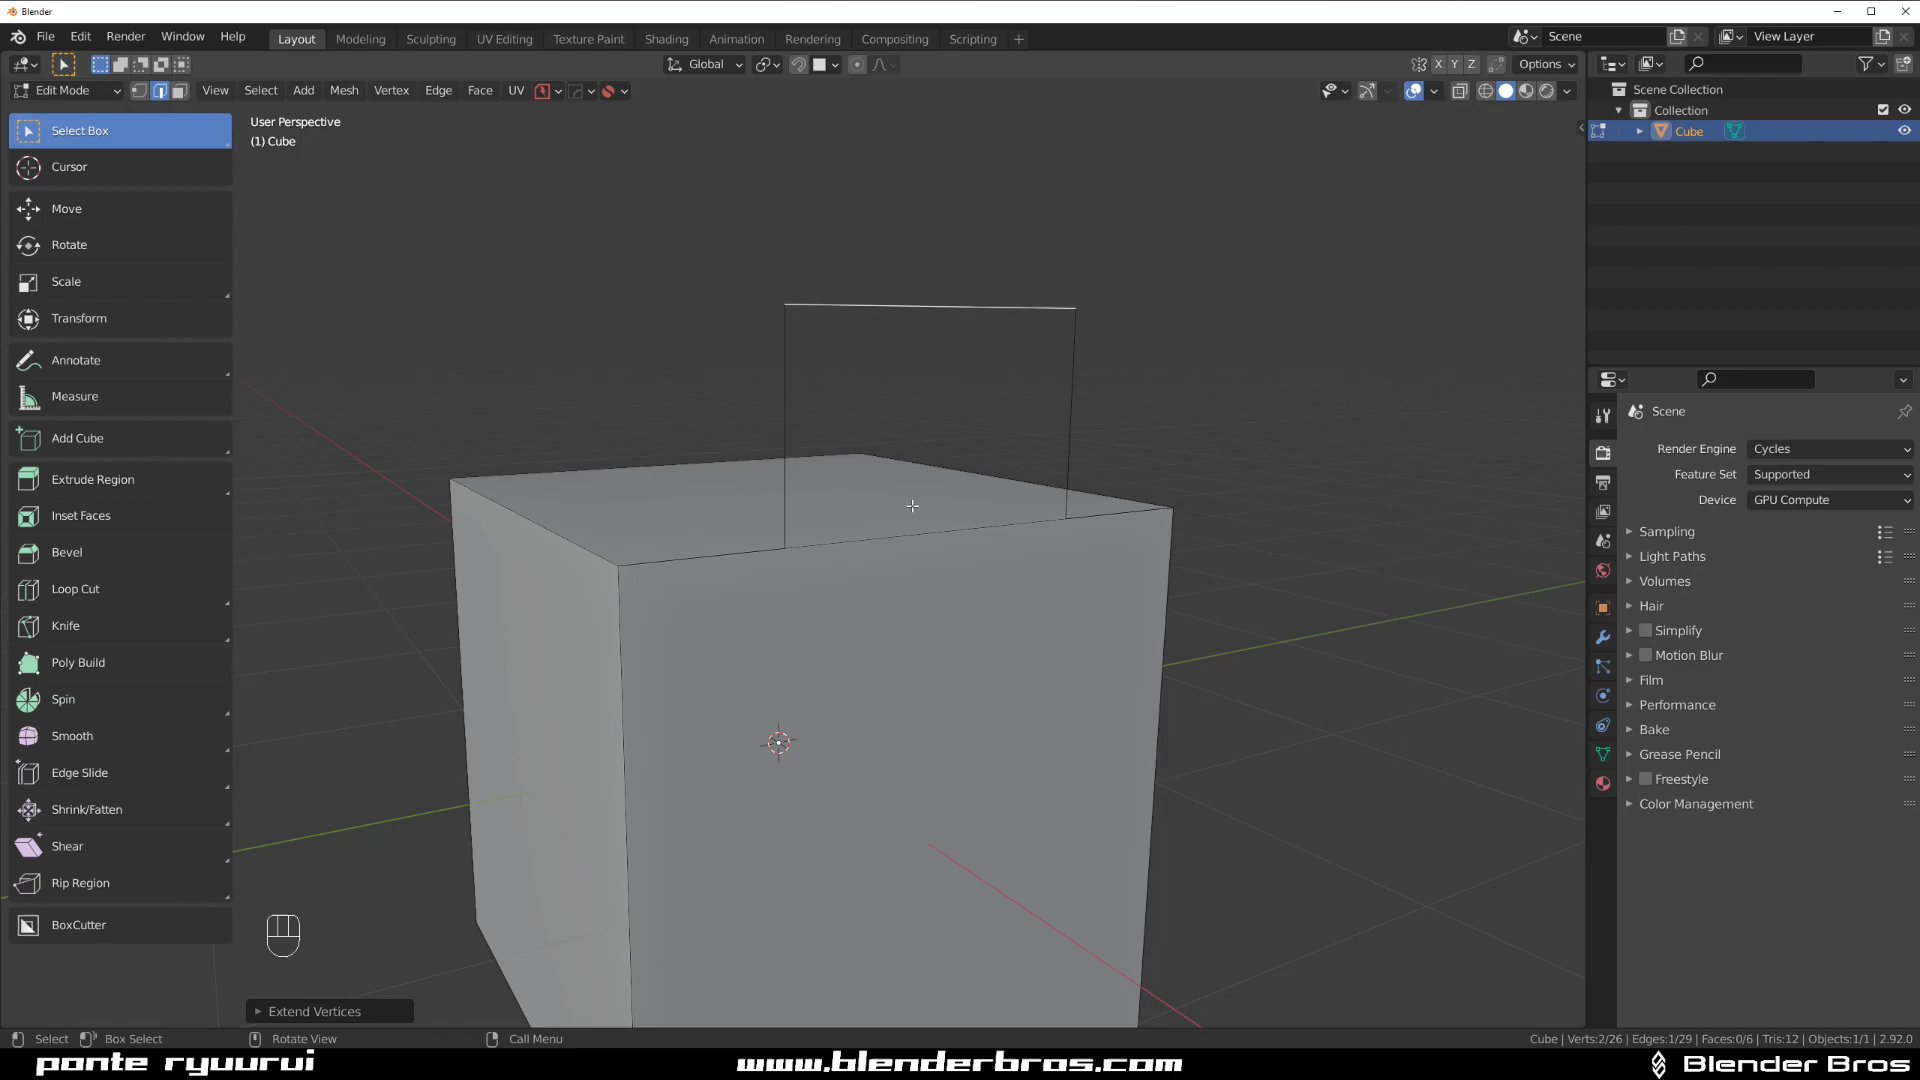 Blender
File Edit Render Window Help Layout Modeling Sculpting UV Editing Texture Paint Shading Animation Rendering Compositing Scripting + Scene View Layer
Global X Y Z Options
Edit Mode View Select Add Mesh Vertex Edge Face UV
Select Box
Cursor
Move
Rotate
Scale
Transform
Annotate
Measure
Add Cube
Extrude Region
Inset Faces
Bevel
Loop Cut
Knife
Poly Build
Spin
Smooth
Edge Slide
Shrink/Fatten
Shear
Rip Region
BoxCutter
User Perspective
(1) Cube
Extend Vertices
Scene Collection
Collection
Cube
Scene
Render Engine Cycles
Feature Set Supported
Device GPU Compute
Sampling
Light Paths
Volumes
Hair
Simplify
Motion Blur
Film
Performance
Bake
Grease Pencil
Freestyle
Color Management
Select Box Select Rotate View Call Menu Cube | Verts:2/26 | Edges:1/29 | Faces:0/6 | Tris:12 | Objects:1/1 | 2.92.0
ponte ryuurui www.blenderbros.com Blender Bros